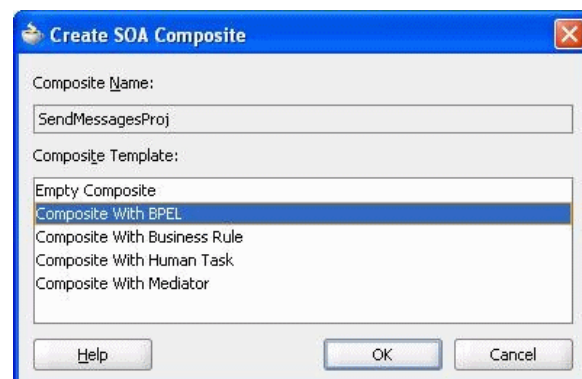 Create SOA Composite
Composite Name:
SendMessagesProj
Composite Template:
Empty Composite
Composite With BPEL
Composite With Business Rule
Composite With Human Task
Composite With Mediator
Help OK Cancel